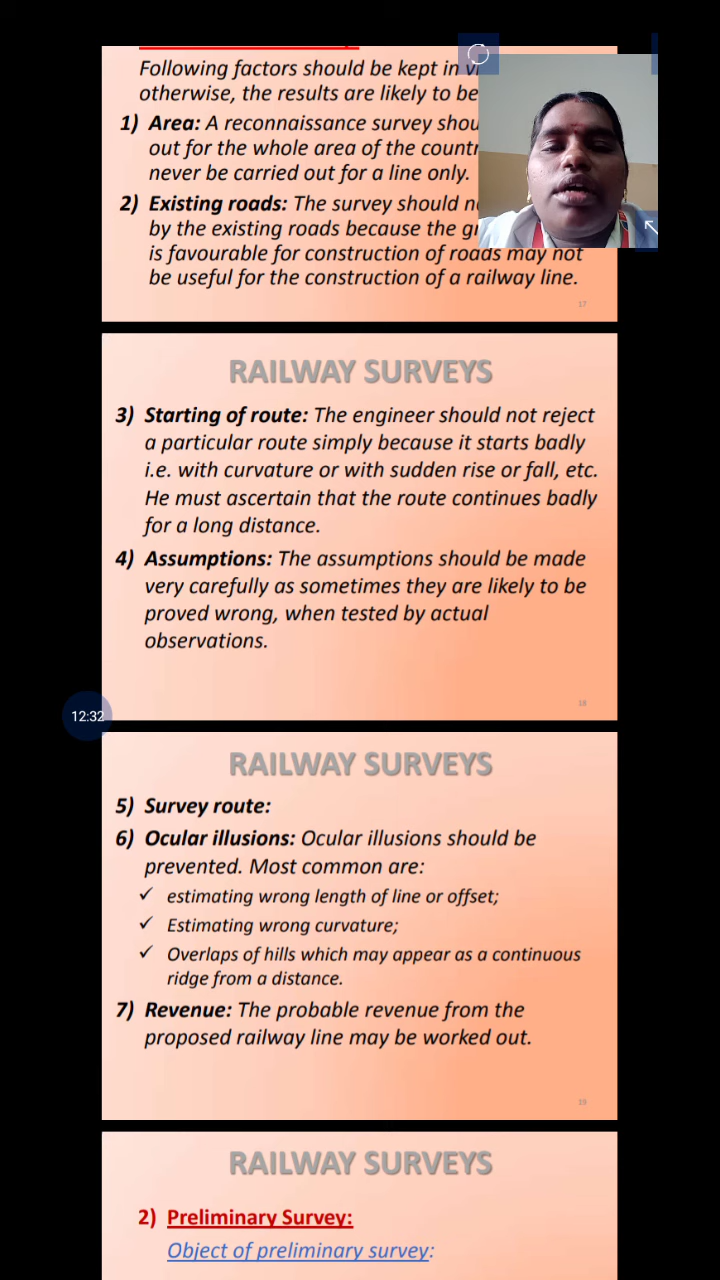 Following factors should be kept in
otherwise, the results are likely to be
1) Area: A reconnaissance survey
out for the whole area of the
never be carried out for a line only.
2) Existing roads: The survey should
by the existing roads because the
is favourable for construction of roads may not
be useful for the construction of a railway line.
17
RAILWAY SURVEYS
3) Starting of route: The engineer should not reject
a particular route simply because it starts badly
i.e. with curvature or with sudden rise or fall, etc.
He must ascertain that the route continues badly
for a long distance.
4) Assumptions: The assumptions should be made
very carefully as sometimes they are likely to be
proved wrong, when tested by actual
observations.
18
12:32
RAILWAY SURVEYS
5) Survey route:
6) Ocular illusions: Ocular illusions should be
prevented. Most common are:
✓ estimating wrong length of line or offset;
✓ Estimating wrong curvature;
✓ Overlaps of hills which may appear as a continuous
ridge from a distance.
7) Revenue: The probable revenue from the
proposed railway line may be worked out.
19
RAILWAY SURVEYS
2) Preliminary Survey:
Object of preliminary survey: